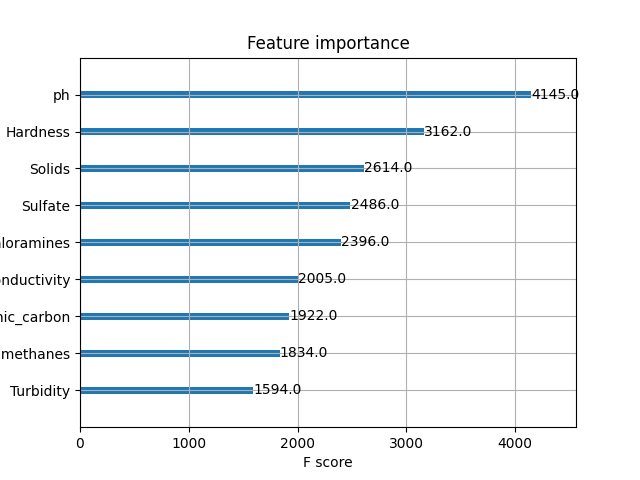 Feature importance
ph
4145.0
Hardness
3162.0
Solids
2614.0
Sulfate
2486.0
loramines
2396.0
nductivity
2005.0
nic_carbon
1922.0
methanes
1834.0
Turbidity
1594.0
0 1000 2000 3000 4000
F score